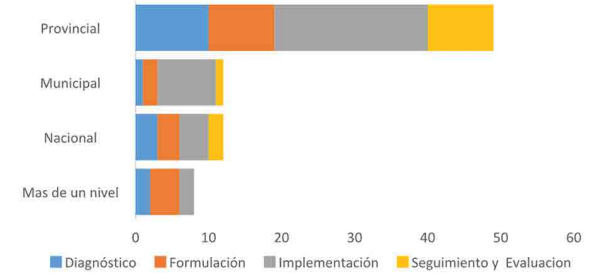 Provincial
Municipal
Nacional
Mas de un nivel
0 10 20 30 40 50 60
Diagnóstico Formulación Implementación Seguimiento y Evaluacion